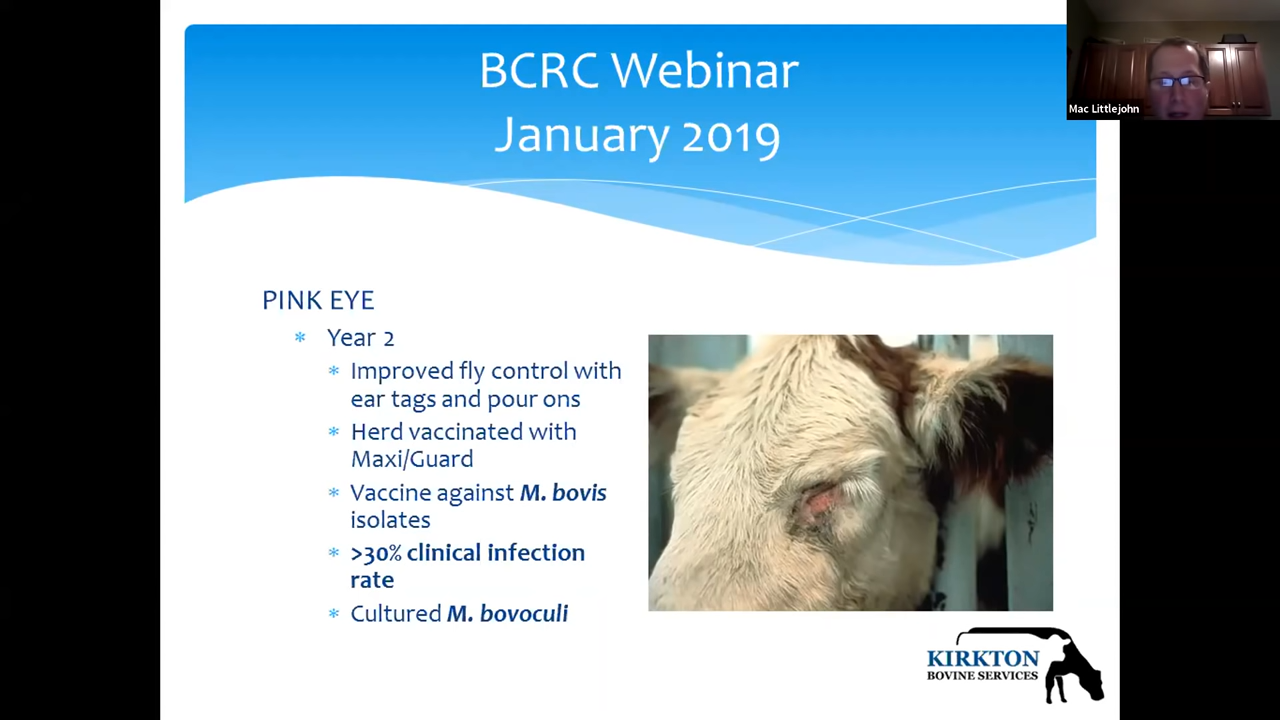 BCRC Webinar
January 2019
Mac Littlejohn
PINK EYE
* Year 2
* Improved fly control with
ear tags and pour ons
* Herd vaccinated with
Maxi/Guard
* Vaccine against M. bovis
isolates
* >30% clinical infection
rate
* Cultured M. bovoculi
KIRKTON
BOVINE SERVICES